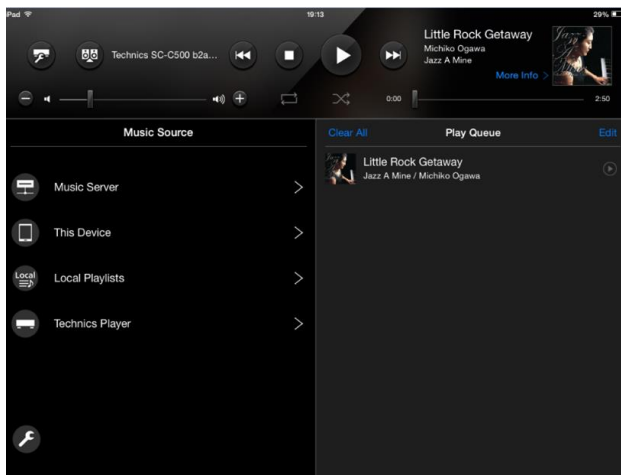 Pad
19:13
29%
Technics SC-C500 b2a...
Little Rock Getaway
Michiko Ogawa
Jazz A Mine
More Info >
0:00
2:50
Music Source
Clear All
Play Queue
Edit
Little Rock Getaway
Jazz A Mine / Michiko Ogawa
Music Server
This Device
Local
Local Playlists
Technics Player